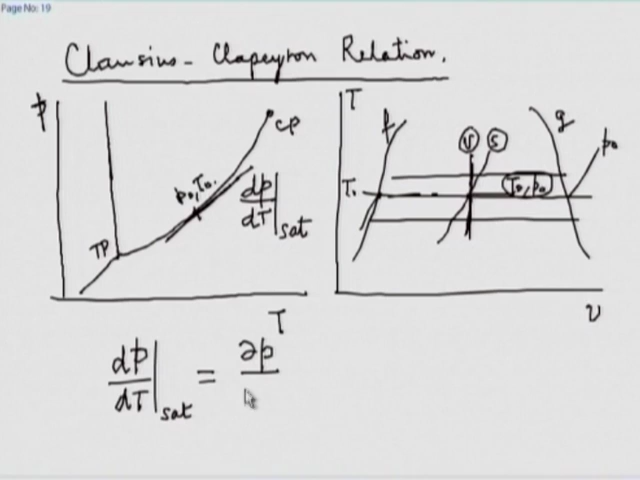 Page No: 19
Clausius - Clapeyron Relation.
p
CP
p₀,T₀.
dp/dT|sat
TP
T
T
f
v
s
g
p₀
T₀
T₀, p₀
v
dp/dT|sat = ∂p